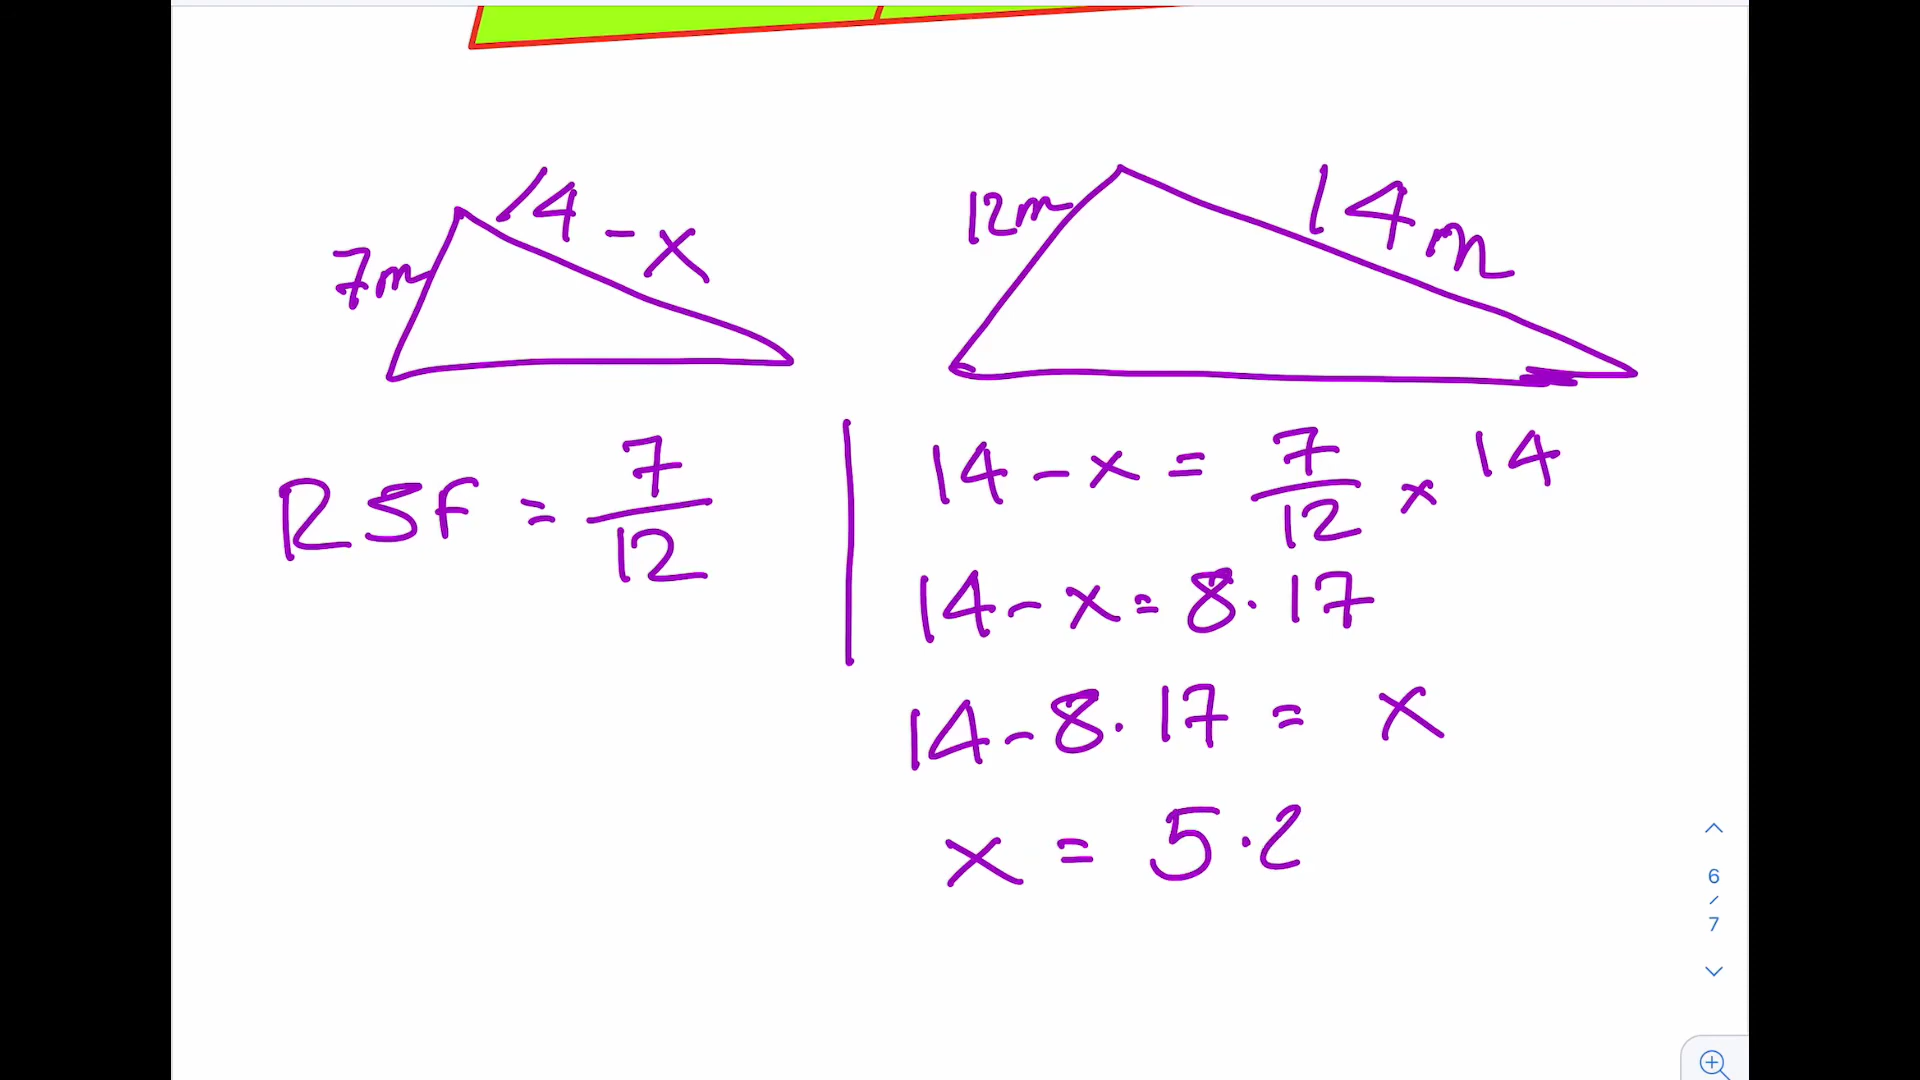 14 - x
7m
12m
14m
RSF = 7/12
14 - x = 7/12 × 14
14 - x = 8.17
14 - 8.17 = x
x = 5.2
6
/
7